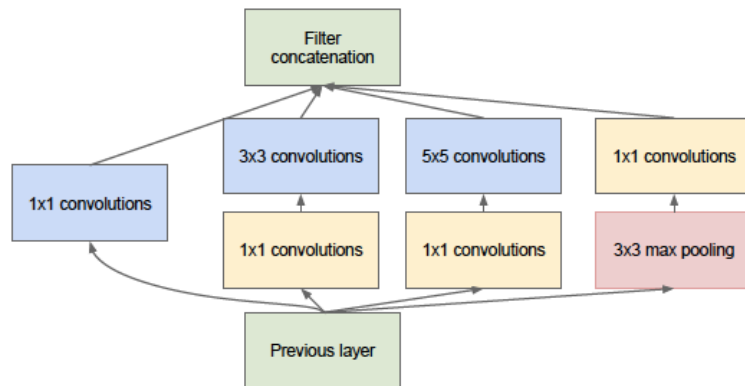 Filter
concatenation
3x3 convolutions
5x5 convolutions
1x1 convolutions
1x1 convolutions
1x1 convolutions
1x1 convolutions
3x3 max pooling
Previous layer